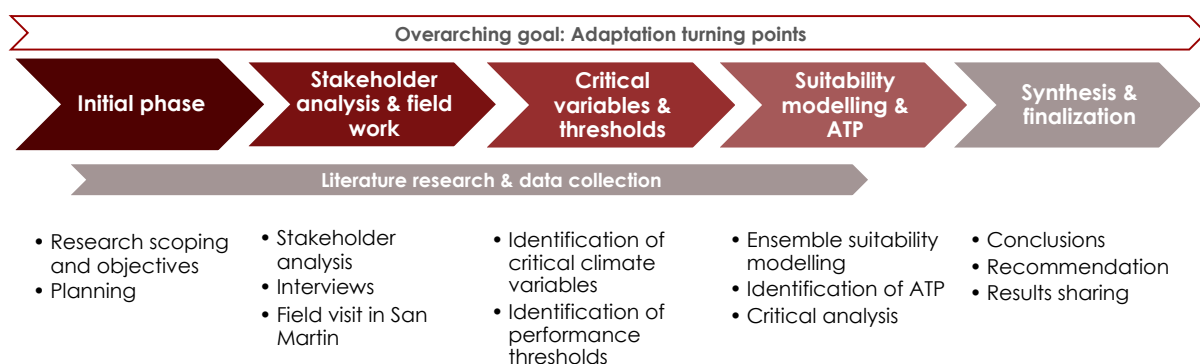 Overarching goal: Adaptation turning points
Initial phase
Stakeholder
analysis & field
work
Critical
variables &
thresholds
Suitability
modelling &
ATP
Synthesis &
finalization
Literature research & data collection
• Research scoping
and objectives
• Planning
• Stakeholder
analysis
• Interviews
• Field visit in San
Martin
• Identification of
critical climate
variables
• Identification of
performance
thresholds
• Ensemble suitability
modelling
• Identification of ATP
• Critical analysis
• Conclusions
• Recommendation
• Results sharing